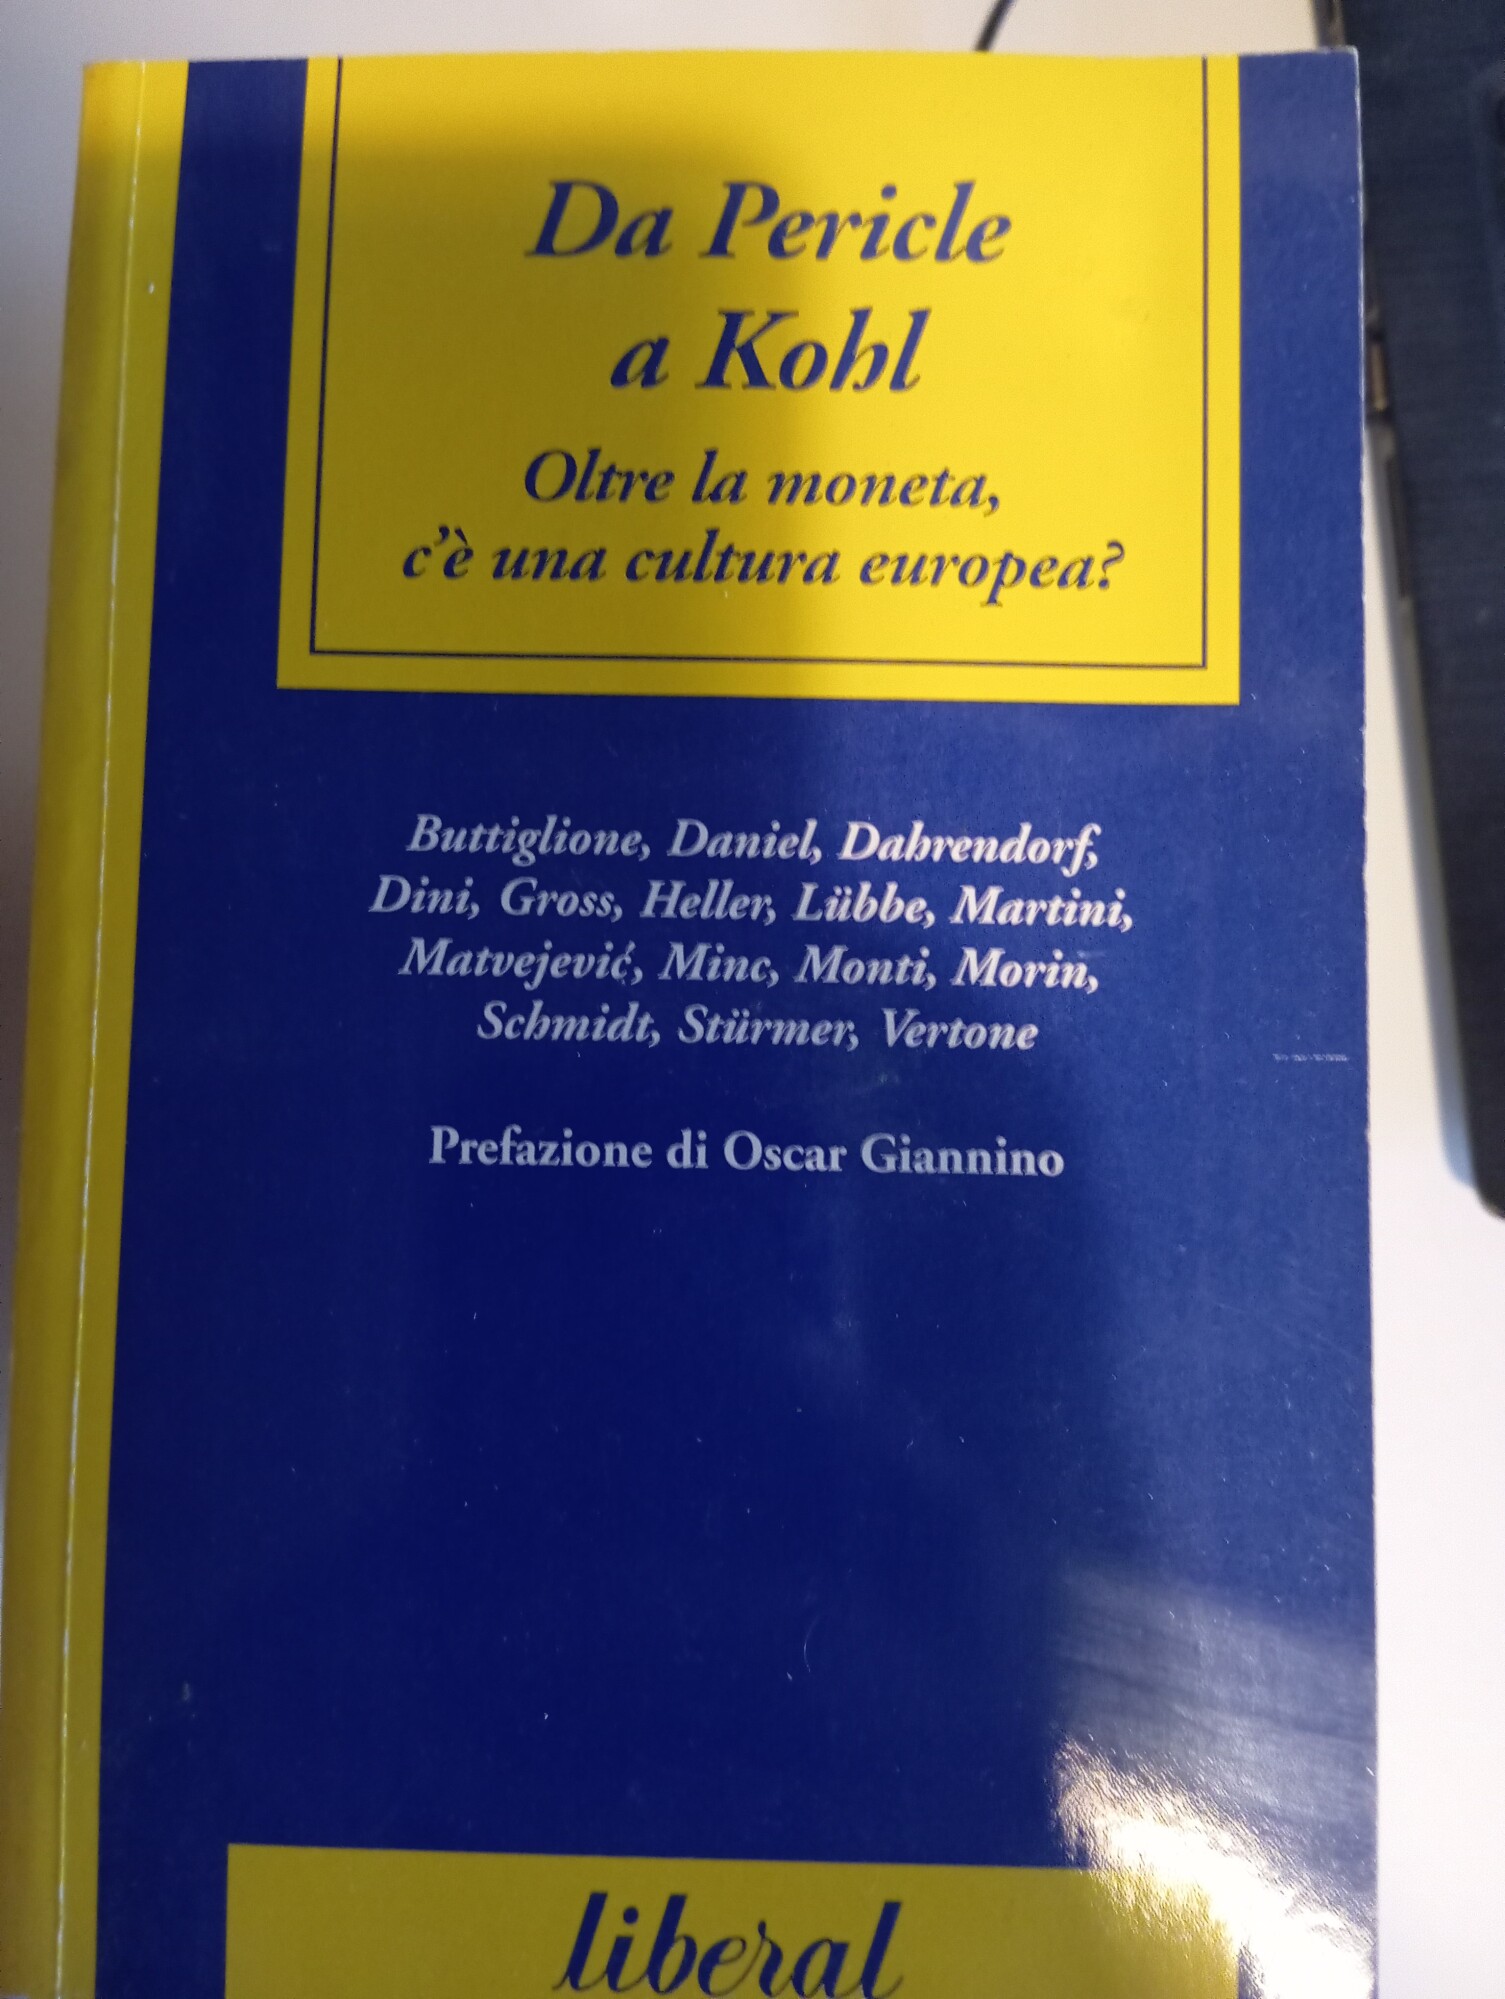 Da Pericle
a Kohl
Oltre la moneta,
c'è una cultura europea?
Buttiglione, Daniel, Dahrendorf,
Dini, Gross, Heller, Lübbe, Martini,
Matvejević, Minc, Monti, Morin,
Schmidt, Stürmer, Vertone
Prefazione di Oscar Giannino
liberal